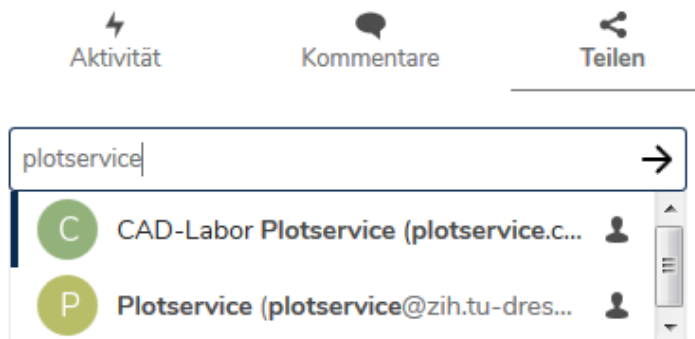 Aktivität Kommentare Teilen
plotservice
C CAD-Labor Plotservice (plotservice.c...
P Plotservice (plotservice@zih.tu-dres...